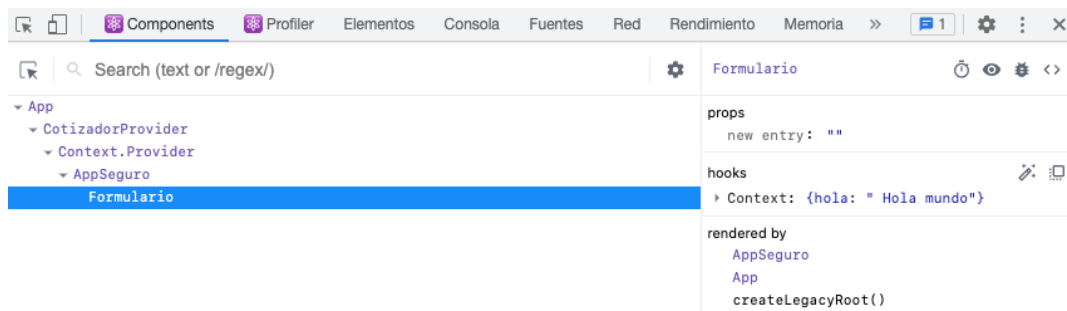 Components Profiler Elementos Consola Fuentes Red Rendimiento Memoria » 1
Search (text or /regex/)
App
CotizadorProvider
Context.Provider
AppSeguro
Formulario
Formulario
props
new entry: ""
hooks
Context: {hola: " Hola mundo"}
rendered by
AppSeguro
App
createLegacyRoot()